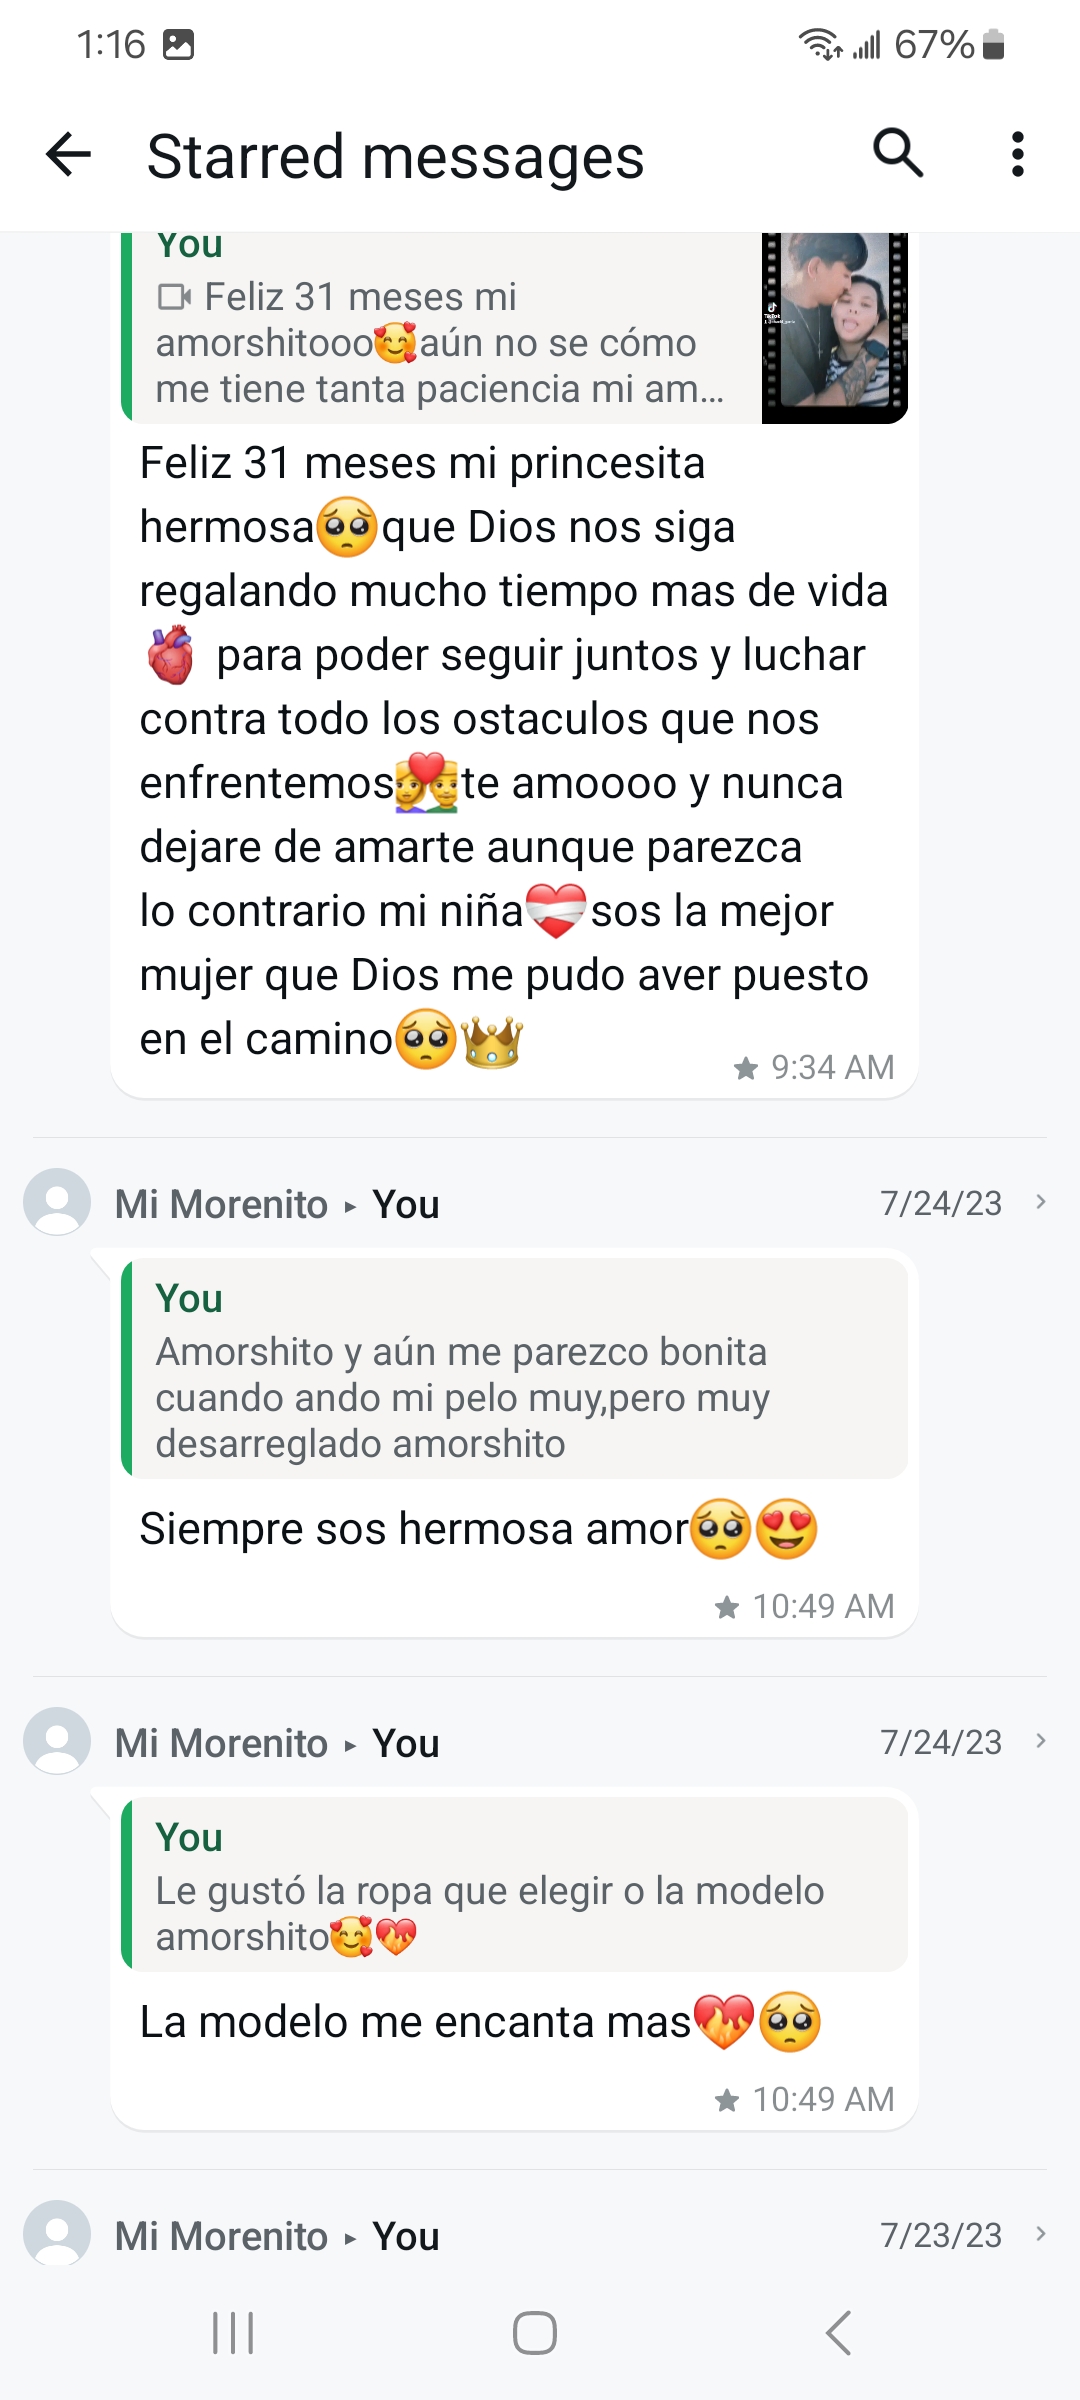 1:16 67%
Starred messages
You
Feliz 31 meses mi
amorshitooo🥰aún no se cómo
me tiene tanta paciencia mi am...
TikTok
Feliz 31 meses mi princesita
hermosa🥺que Dios nos siga
regalando mucho tiempo mas de vida
🫀 para poder seguir juntos y luchar
contra todo los ostaculos que nos
enfrentemos👩‍❤️‍👨te amoooo y nunca
dejare de amarte aunque parezca
lo contrario mi niña❤️‍🩹sos la mejor
mujer que Dios me pudo aver puesto
en el camino🥺👑
★ 9:34 AM
Mi Morenito ▸ You 7/24/23 >
You
Amorshito y aún me parezco bonita
cuando ando mi pelo muy,pero muy
desarreglado amorshito
Siempre sos hermosa amor🥺😍
★ 10:49 AM
Mi Morenito ▸ You 7/24/23 >
You
Le gustó la ropa que elegir o la modelo
amorshito🥰❤️‍🔥
La modelo me encanta mas❤️‍🔥🥺
★ 10:49 AM
Mi Morenito ▸ You 7/23/23 >